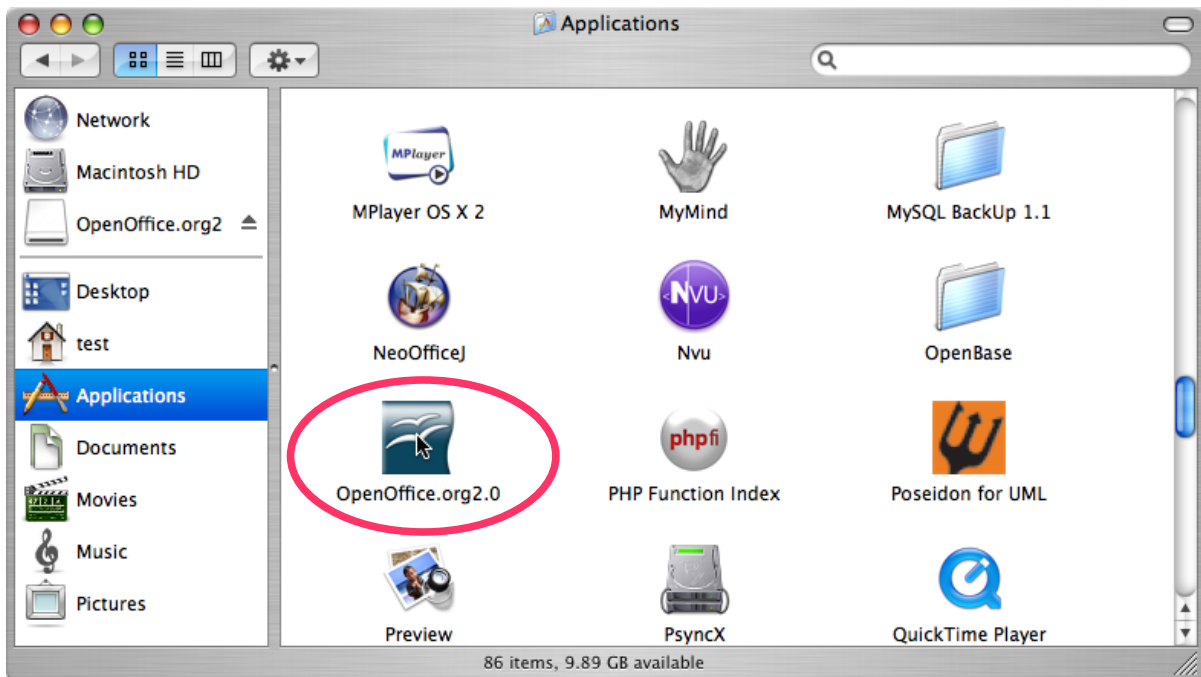 Applications
Network
Macintosh HD
OpenOffice.org2
Desktop
test
Applications
Documents
Movies
Music
Pictures
MPlayer
MPlayer OS X 2
MyMind
MySQL BackUp 1.1
NeoOfficeJ
<NVU>
Nvu
OpenBase
OpenOffice.org2.0
phpfi
PHP Function Index
Poseidon for UML
Preview
PsyncX
QuickTime Player
86 items, 9.89 GB available